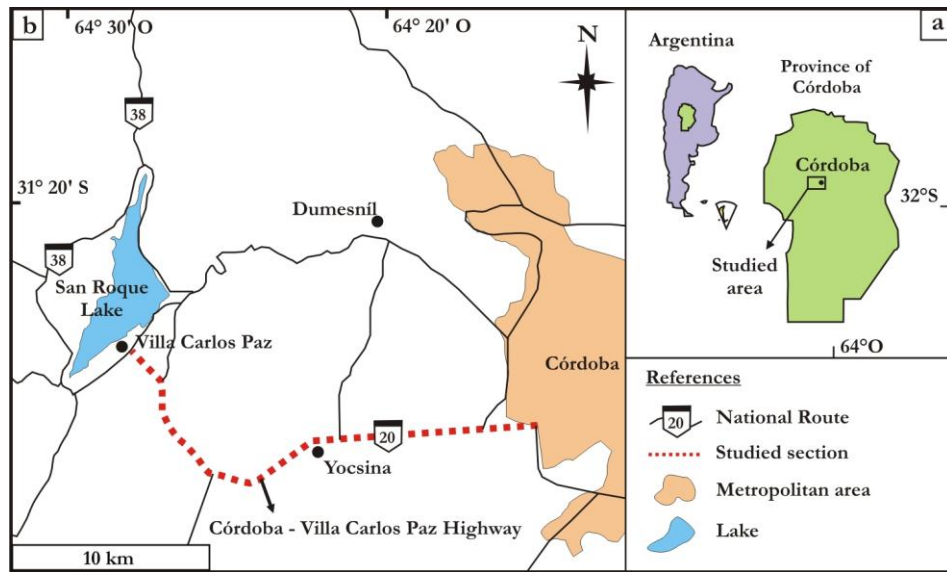 b
64° 30' O
64° 20' O
N
38
31° 20' S
Dumesníl
38
San Roque
Lake
Villa Carlos Paz
Córdoba
20
Yocsina
Córdoba - Villa Carlos Paz Highway
10 km
a
Argentina
Province of
Córdoba
Córdoba
32°S
Studied
area
64°O
References
20
National Route
Studied section
Metropolitan area
Lake